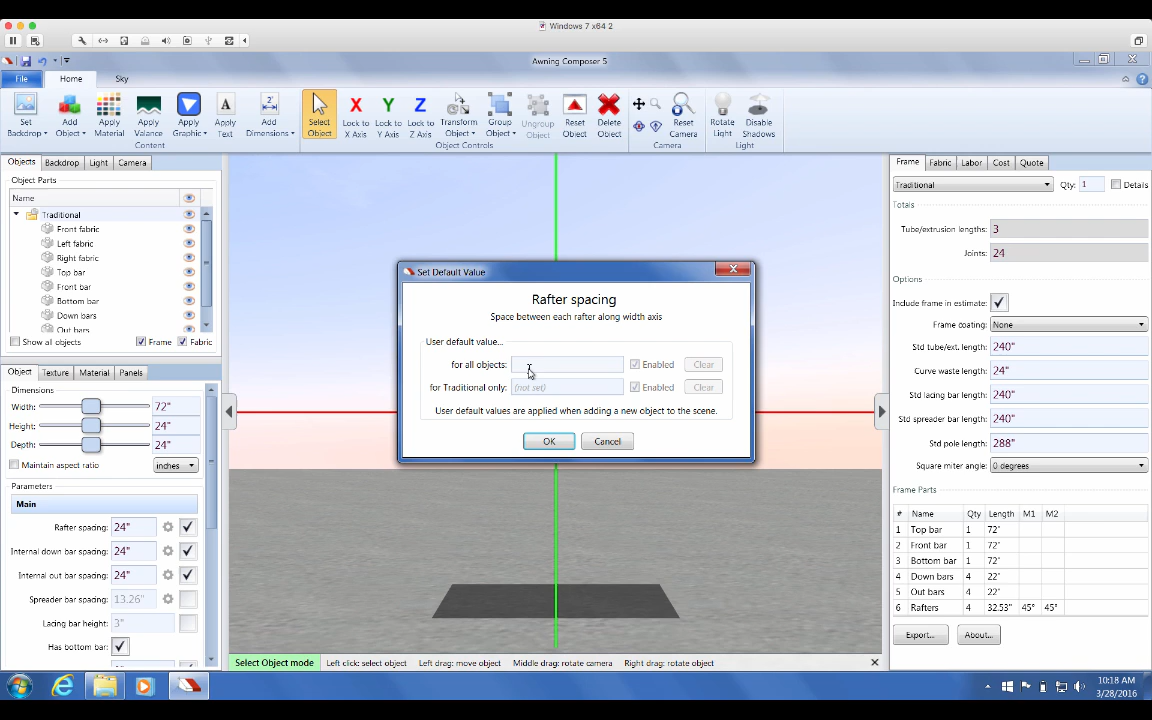 Windows 7 x64 2
Awning Composer 5
File Home Sky
Set Backdrop Add Object Apply Material Apply Valance Apply Graphic Apply Text Add Dimensions Select Object Lock to X Axis Lock to Y Axis Lock to Z Axis Transform Object Group Object Ungroup Object Reset Object Delete Object Reset Camera Rotate Light Disable Shadows
Content Object Controls Camera Light
Objects Backdrop Light Camera
Object Parts
Name
Traditional
Front fabric
Left fabric
Right fabric
Top bar
Front bar
Bottom bar
Down bars
Out bars
Show all objects Frame Fabric
Object Texture Material Panels
Dimensions
Width: 72"
Height: 24"
Depth: 24"
Maintain aspect ratio inches
Parameters
Main
Rafter spacing: 24"
Internal down bar spacing: 24"
Internal out bar spacing: 24"
Spreader bar spacing: 13.26"
Lacing bar height: 3"
Has bottom bar:
Set Default Value
Rafter spacing
Space between each rafter along width axis
User default value...
for all objects: Enabled Clear
for Traditional only: (not set) Enabled Clear
User default values are applied when adding a new object to the scene.
OK Cancel
Select Object mode Left click: select object Left drag: move object Middle drag: rotate camera Right drag: rotate object
Frame Fabric Labor Cost Quote
Traditional Qty: 1 Details
Totals
Tube/extrusion lengths: 3
Joints: 24
Options
Include frame in estimate:
Frame coating: None
Std tube/ext. length: 240"
Curve waste length: 24"
Std lacing bar length: 240"
Std spreader bar length: 240"
Std pole length: 288"
Square miter angle: 0 degrees
Frame Parts
# Name Qty Length M1 M2
1 Top bar 1 72"
2 Front bar 1 72"
3 Bottom bar 1 72"
4 Down bars 4 22"
5 Out bars 4 22"
6 Rafters 4 32.53" 45° 45°
Export... About...
10:18 AM
3/28/2016